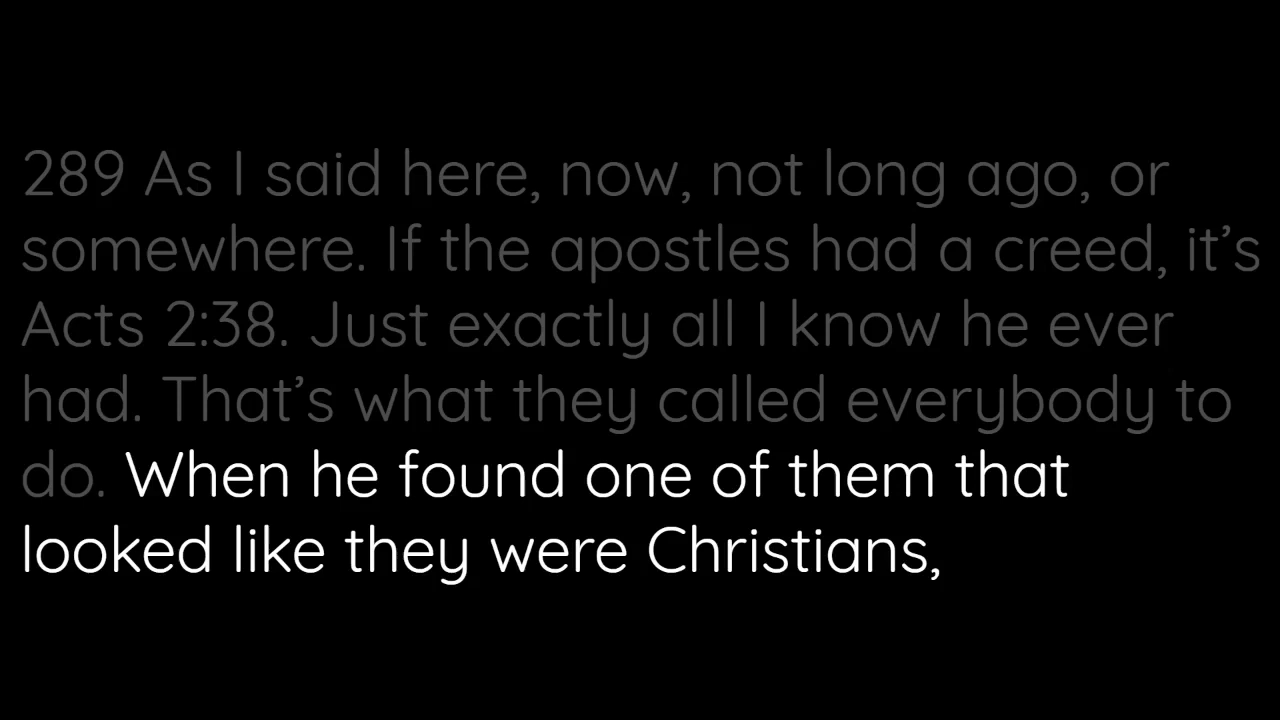 289 As I said here, now, not long ago, or
somewhere. If the apostles had a creed, it’s
Acts 2:38. Just exactly all I know he ever
had. That’s what they called everybody to
do. When he found one of them that
looked like they were Christians,